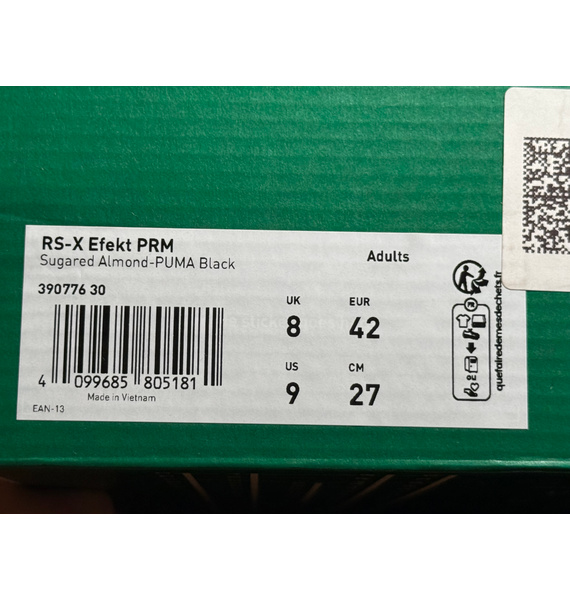 RS-X Efekt PRM
Sugared Almond-PUMA Black
Adults
390776 30
UK
8
EUR
42
US
9
CM
27
4 099685 805181
Made in Vietnam
EAN-13
FR
quefairedemesdechets.fr